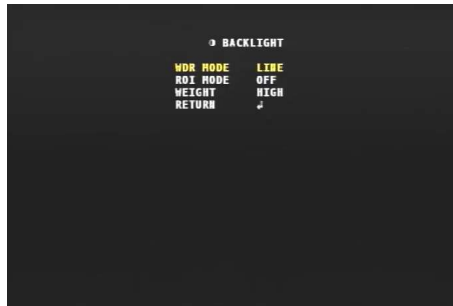 BACKLIGHT
WDR MODE LINE
ROI MODE OFF
WEIGHT HIGH
RETURN ↲